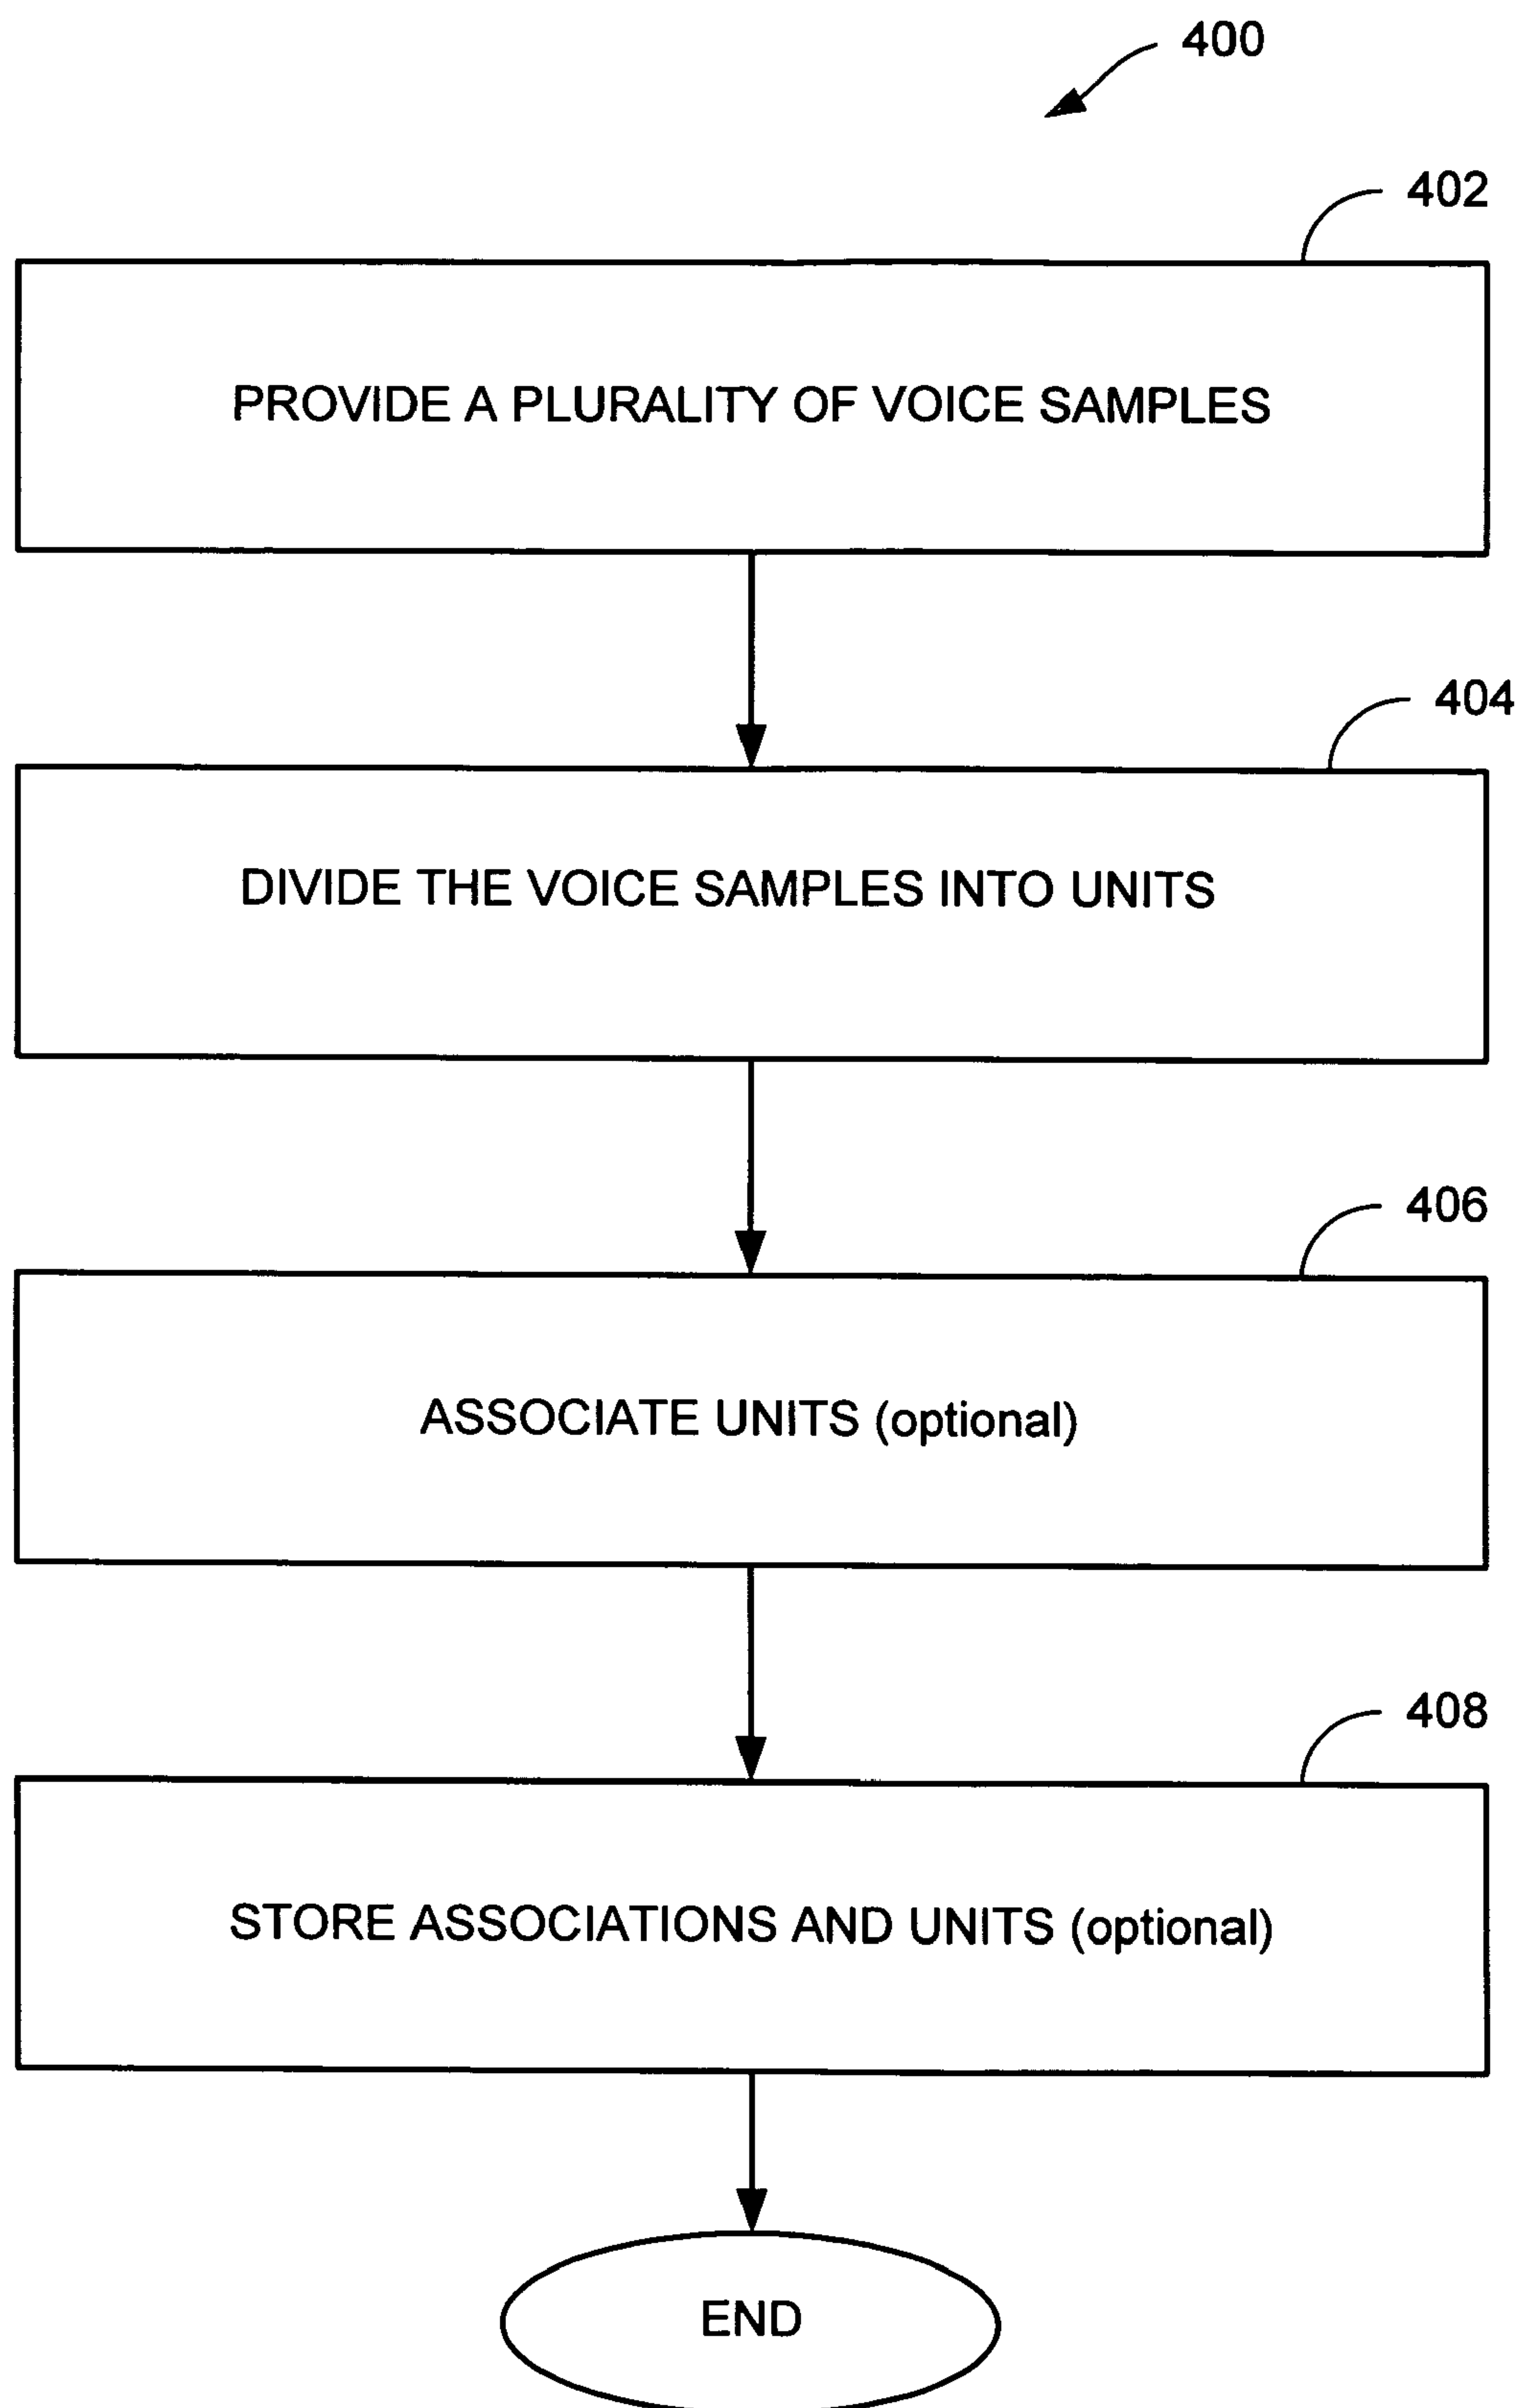 400
402
PROVIDE A PLURALITY OF VOICE SAMPLES
404
DIVIDE THE VOICE SAMPLES INTO UNITS
406
ASSOCIATE UNITS (optional)
408
STORE ASSOCIATIONS AND UNITS (optional)
END